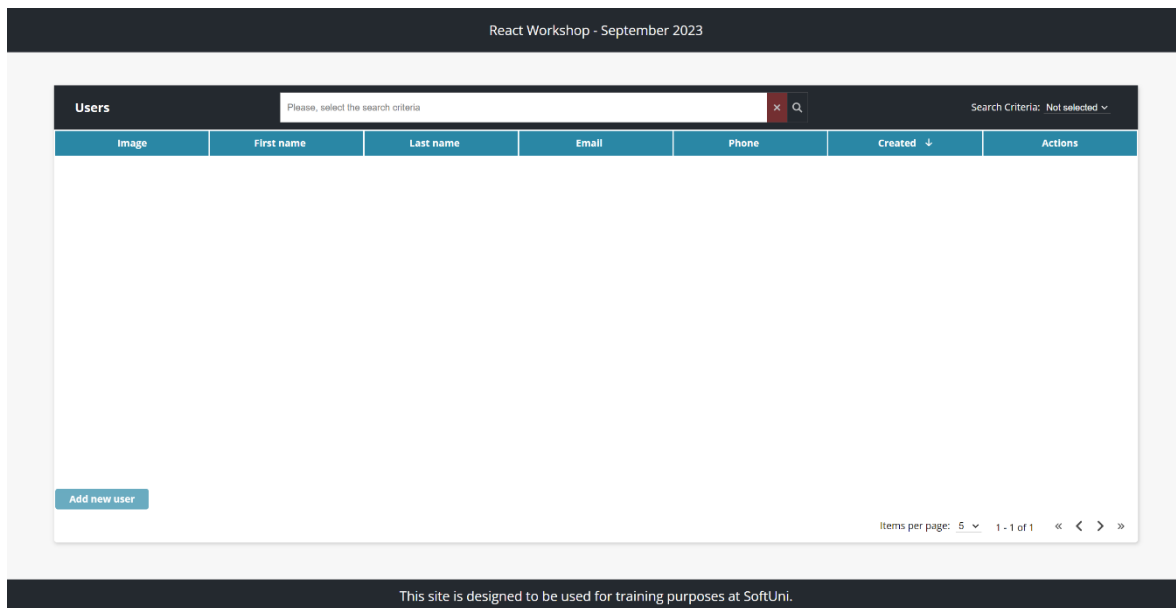 React Workshop - September 2023
Users
Please, select the search criteria
Search Criteria: Not selected
Image First name Last name Email Phone Created Actions
Add new user
Items per page: 5 1 - 1 of 1
This site is designed to be used for training purposes at SoftUni.